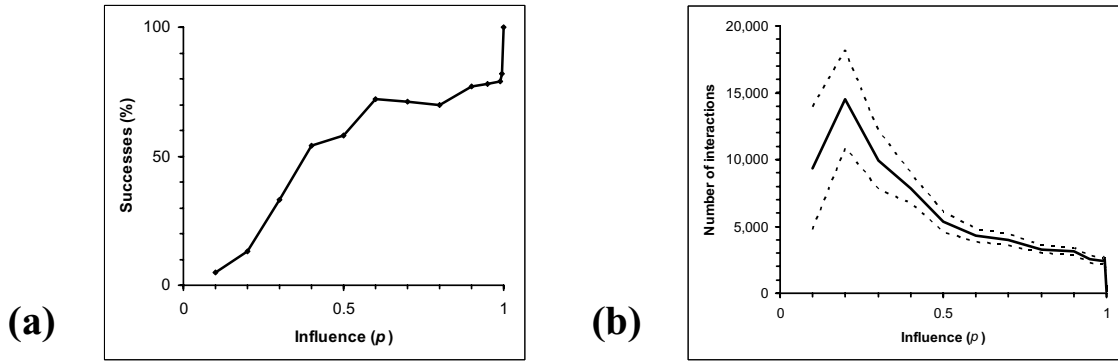 100
50
0
Successes (%)
0
0.5
1
Influence (p)
(a)
20,000
15,000
10,000
5,000
0
Number of interactions
0
0.5
1
Influence (p)
(b)